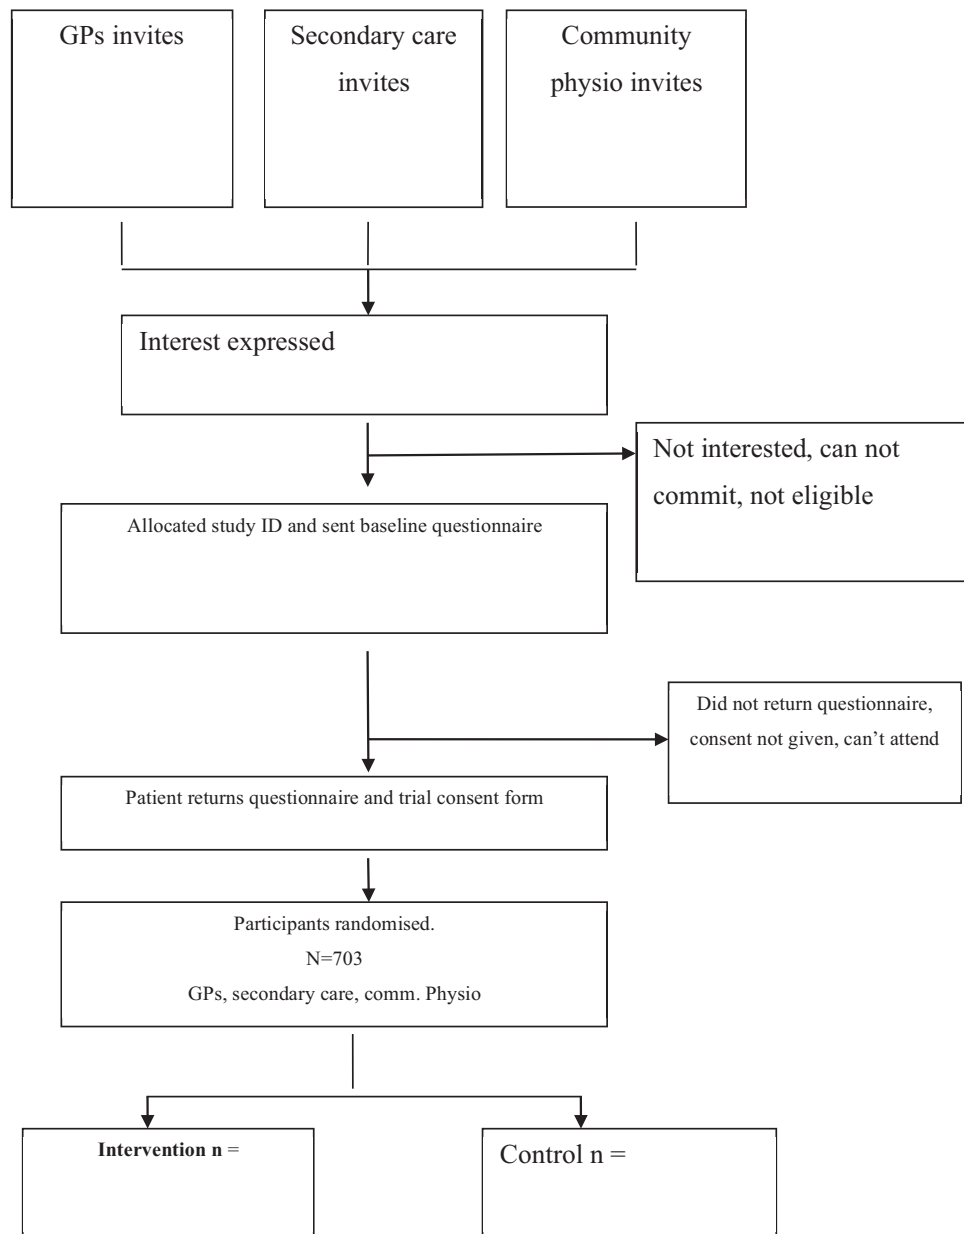 GPs invites
Secondary care
invites
Community
physio invites
Interest expressed
Not interested, can not
commit, not eligible
Allocated study ID and sent baseline questionnaire
Did not return questionnaire,
consent not given, can’t attend
Patient returns questionnaire and trial consent form
Participants randomised.
N=703
GPs, secondary care, comm. Physio
Intervention n =
Control n =